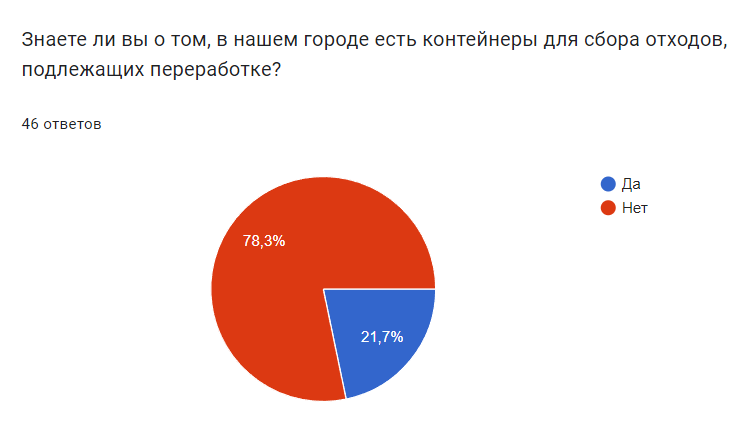 Знаете ли вы о том, в нашем городе есть контейнеры для сбора отходов,
подлежащих переработке?
46 ответов
Да
Нет
78,3%
21,7%